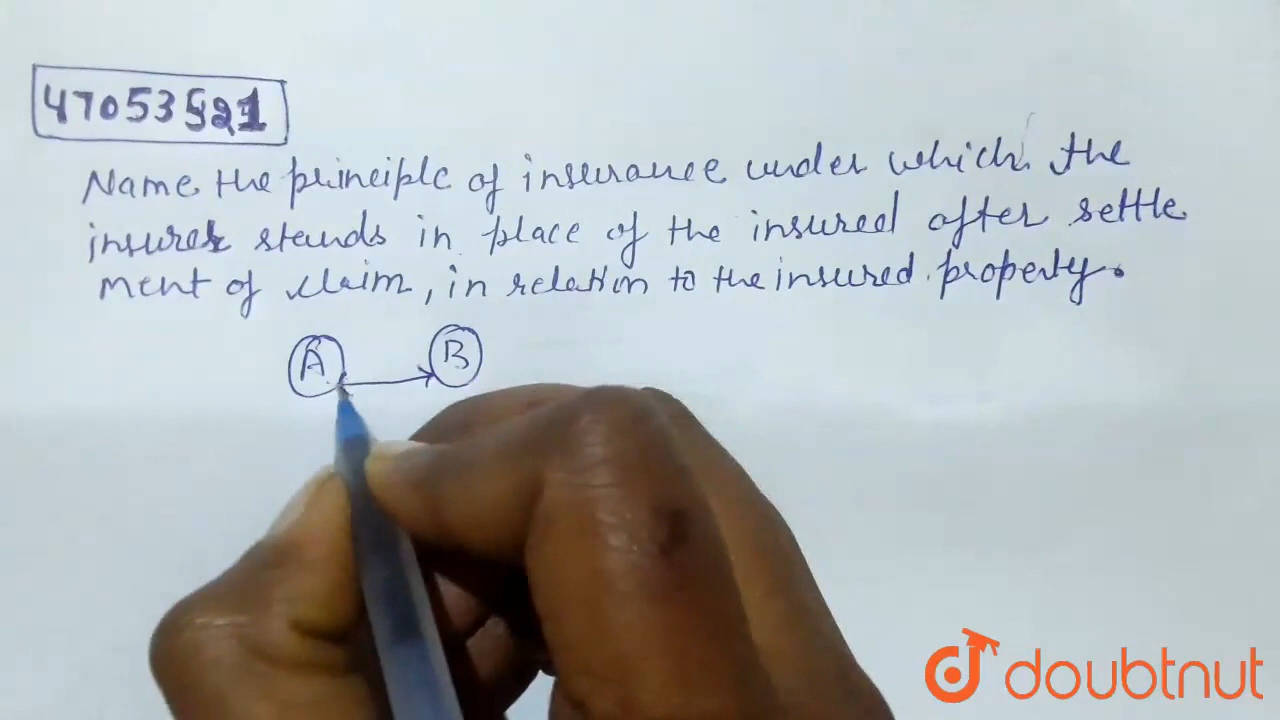 47053521
Name the principle of insurance under which the
insurer stands in place of the insured after settle
ment of claim, in relation to the insured property.
A
B
doubtnut